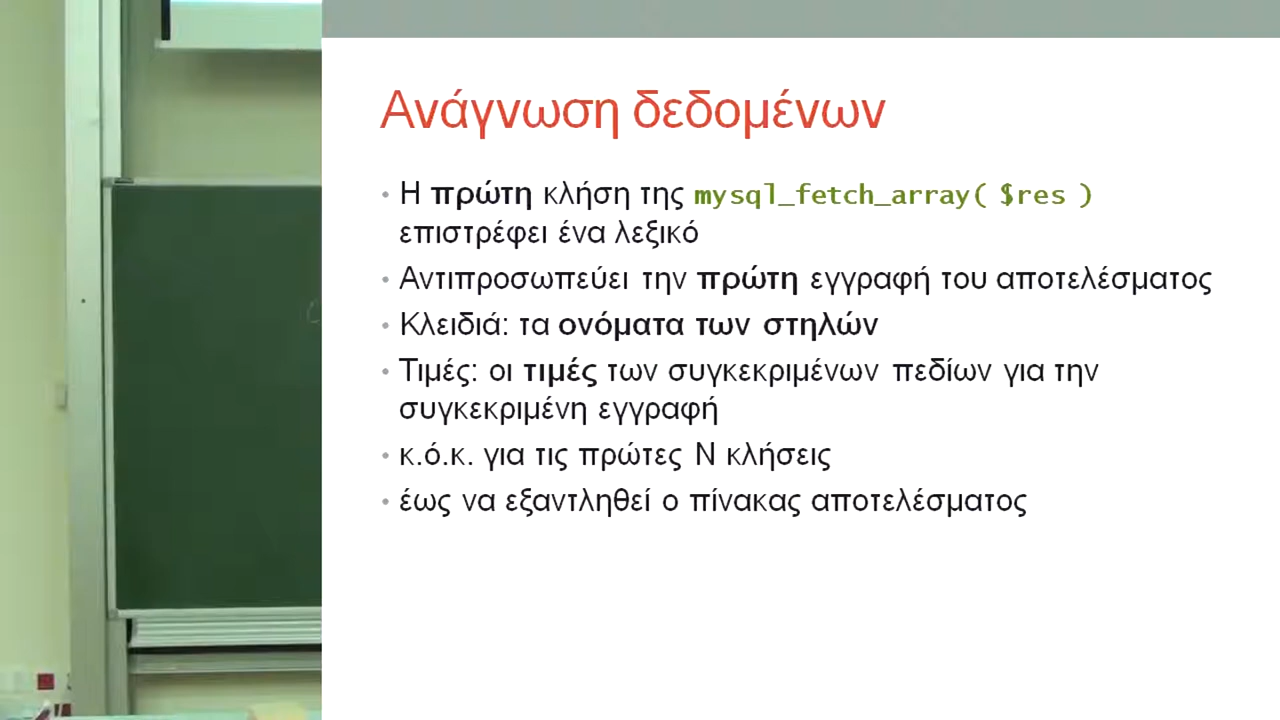 Ανάγνωση δεδομένων
• Η πρώτη κλήση της mysql_fetch_array( $res )
επιστρέφει ένα λεξικό
• Αντιπροσωπεύει την πρώτη εγγραφή του αποτελέσματος
• Κλειδιά: τα ονόματα των στηλών
• Τιμές: οι τιμές των συγκεκριμένων πεδίων για την
συγκεκριμένη εγγραφή
• κ.ό.κ. για τις πρώτες Ν κλήσεις
• έως να εξαντληθεί ο πίνακας αποτελέσματος